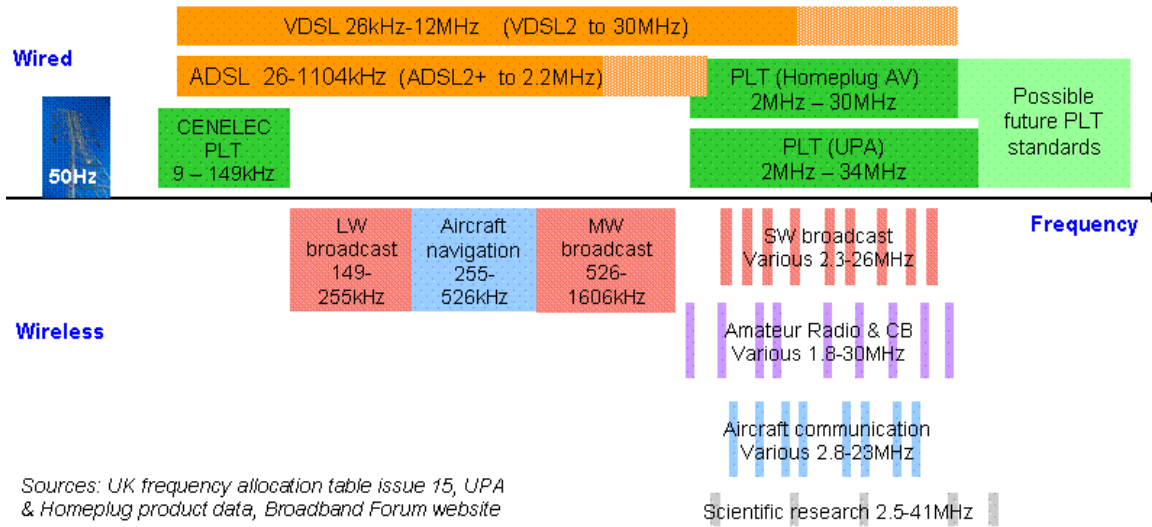 VDSL 26kHz-12MHz (VDSL2 to 30MHz)
Wired
ADSL 26-1104kHz (ADSL2+ to 2.2MHz)
PLT (Homeplug AV)
2MHz – 30MHz
Possible
future PLT
standards
CENELEC
PLT
9 – 149kHz
50Hz
PLT (UPA)
2MHz – 34MHz
Frequency
LW
broadcast
149-
255kHz
Aircraft
navigation
255-
526kHz
MW
broadcast
526-
1606kHz
SW broadcast
Various 2.3-26MHz
Wireless
Amateur Radio & CB
Various 1.8-30MHz
Aircraft communication
Various 2.8-23MHz
Sources: UK frequency allocation table issue 15, UPA
& Homeplug product data, Broadband Forum website
Scientific research 2.5-41MHz